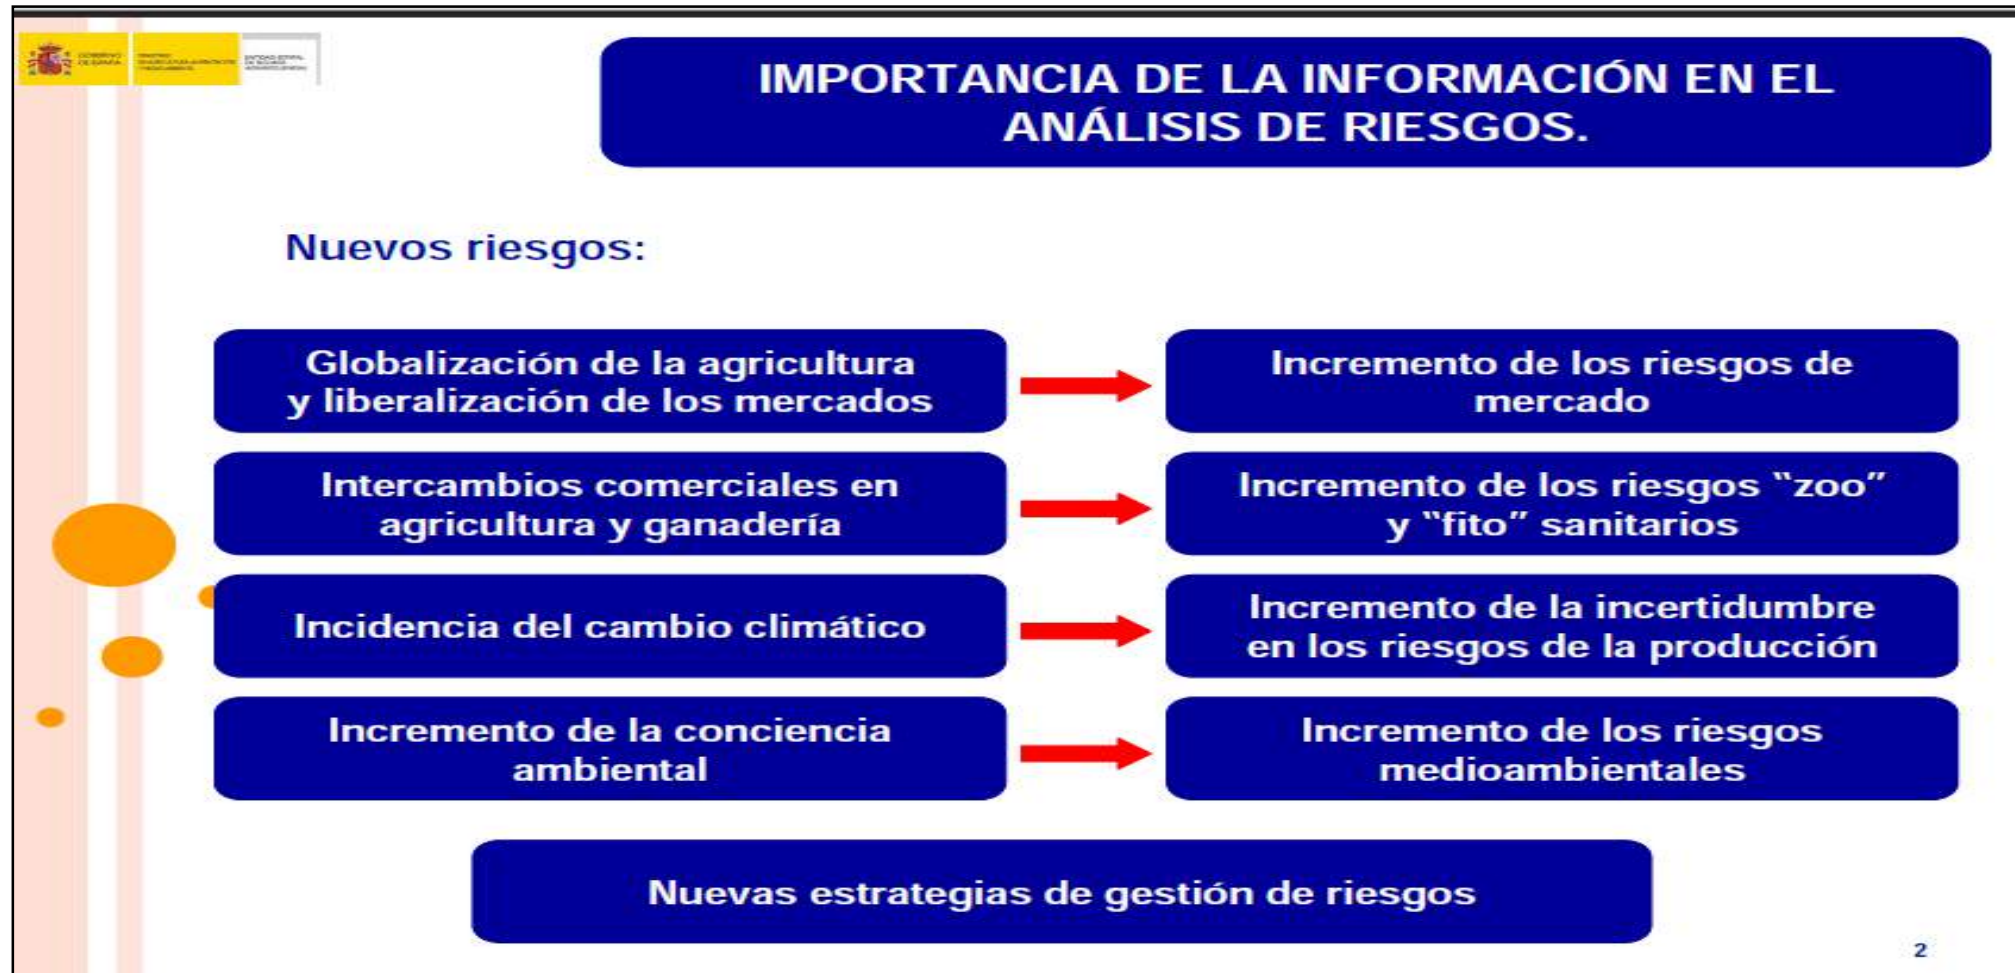 GOBIERNO
DE ESPAÑA
IMPORTANCIA DE LA INFORMACIÓN EN EL
ANÁLISIS DE RIESGOS.
Nuevos riesgos:
Globalización de la agricultura
y liberalización de los mercados
Incremento de los riesgos de
mercado
Intercambios comerciales en
agricultura y ganadería
Incremento de los riesgos “zoo”
y “fito” sanitarios
Incidencia del cambio climático
Incremento de la incertidumbre
en los riesgos de la producción
Incremento de la conciencia
ambiental
Incremento de los riesgos
medioambientales
Nuevas estrategias de gestión de riesgos
2